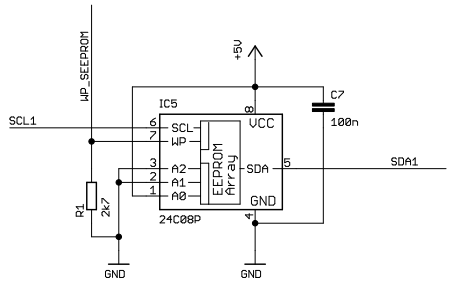 WP_SEEPROM
+5V
C7
100n
IC5
8
VCC
SCL1
6
SCL
7
WP
3
A2
2
A1
1
A0
EEPROM
Array
SDA
5
SDA1
GND
4
24C08P
R1
2k7
GND
GND